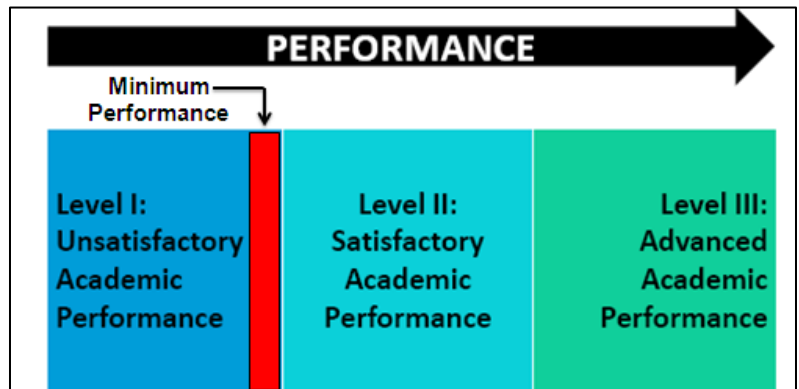 PERFORMANCE
Minimum
Performance
Level I:
Unsatisfactory
Academic
Performance
Level II:
Satisfactory
Academic
Performance
Level III:
Advanced
Academic
Performance